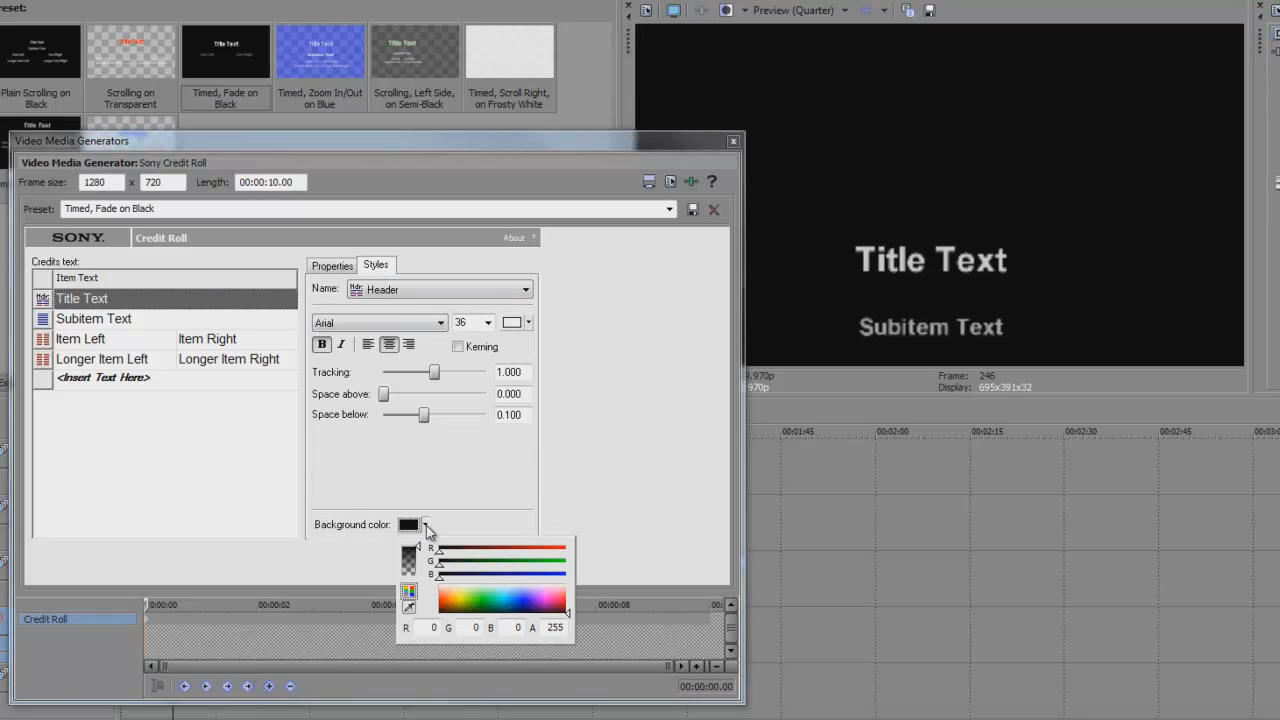 Preset:
Preview (Quarter)
Plain Scrolling on Black
Scrolling on Transparent
Timed, Fade on Black
Timed, Zoom In/Out on Blue
Scrolling, Left Side, on Semi-Black
Timed, Scroll Right, on Frosty White
Title Text
Subitem Text
Video Media Generators
Video Media Generator: Sony Credit Roll
Frame size: 1280 x 720 Length: 00:00:10.00
Preset: Timed, Fade on Black
SONY. Credit Roll About ?
Credits text:
Item Text
Title Text
Subitem Text
Item Left Item Right
Longer Item Left Longer Item Right
<Insert Text Here>
Properties Styles
Name: Header
Arial 36
B I Kerning
Tracking: 1.000
Space above: 0.000
Space below: 0.100
Background color:
R
G
B
R 0 G 0 B 0 A 255
Frame: 246
Display: 695x391x32
00:01:45 00:02:00 00:02:15 00:02:30 00:02:45
00:00:00 00:00:02 00:00:08
Credit Roll
00:00:00.00